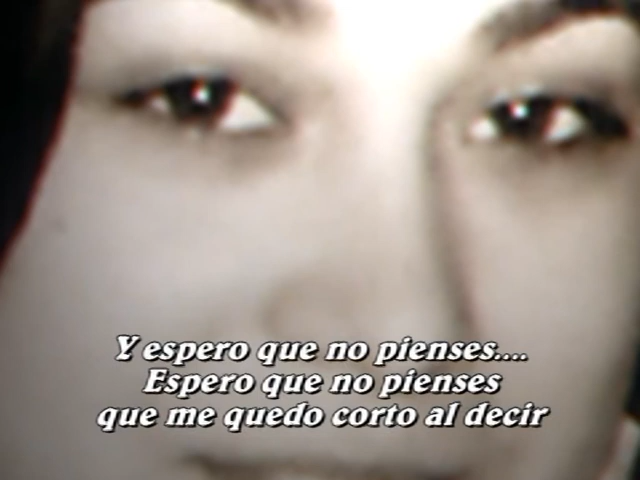 Y espero que no pienses....
Espero que no pienses
que me quedo corto al decir